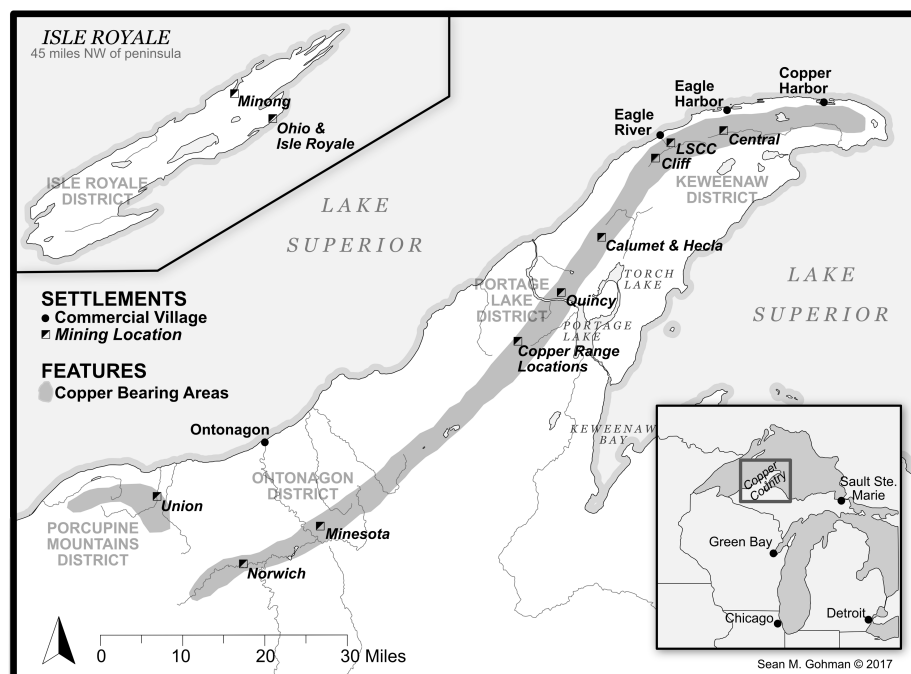 ISLE ROYALE
45 miles NW of peninsula
Minong
Ohio &
Isle Royale
ISLE ROYALE
DISTRICT
LAKE
SUPERIOR
Eagle
River
Eagle
Harbor
Copper
Harbor
LSCC
Cliff
Central
KEWEENAW
DISTRICT
Calumet & Hecla
TORCH
LAKE
PORTAGE
LAKE
DISTRICT
Quincy
PORTAGE
LAKE
Copper Range
Locations
LAKE
SUPERIOR
SETTLEMENTS
Commercial Village
Mining Location
FEATURES
Copper Bearing Areas
KEWEENAW
BAY
Ontonagon
ONTONAGON
DISTRICT
Union
PORCUPINE
MOUNTAINS
DISTRICT
Minesota
Norwich
0 10 20 30 Miles
Copper
Country
Sault Ste.
Marie
Green Bay
Chicago
Detroit
Sean M. Gohman © 2017